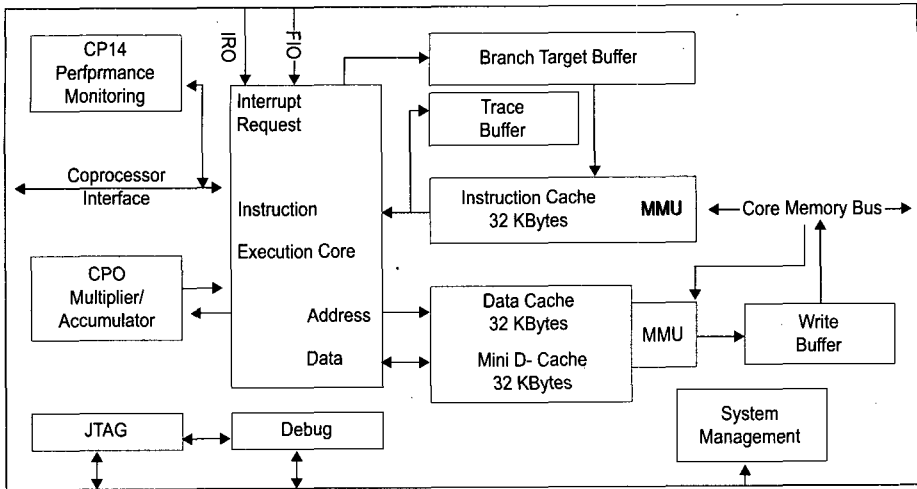 IRO
FIO
CP14
Perfprmance
Monitoring
Branch Target Buffer
Interrupt
Request
Trace
Buffer
Coprocessor
Interface
Instruction
Instruction Cache
32 KBytes
MMU
Core Memory Bus
Execution Core
CPO
Multiplier/
Accumulator
Address
Data
Data Cache
32 KBytes
Mini D- Cache
32 KBytes
MMU
Write
Buffer
JTAG
Debug
System
Management